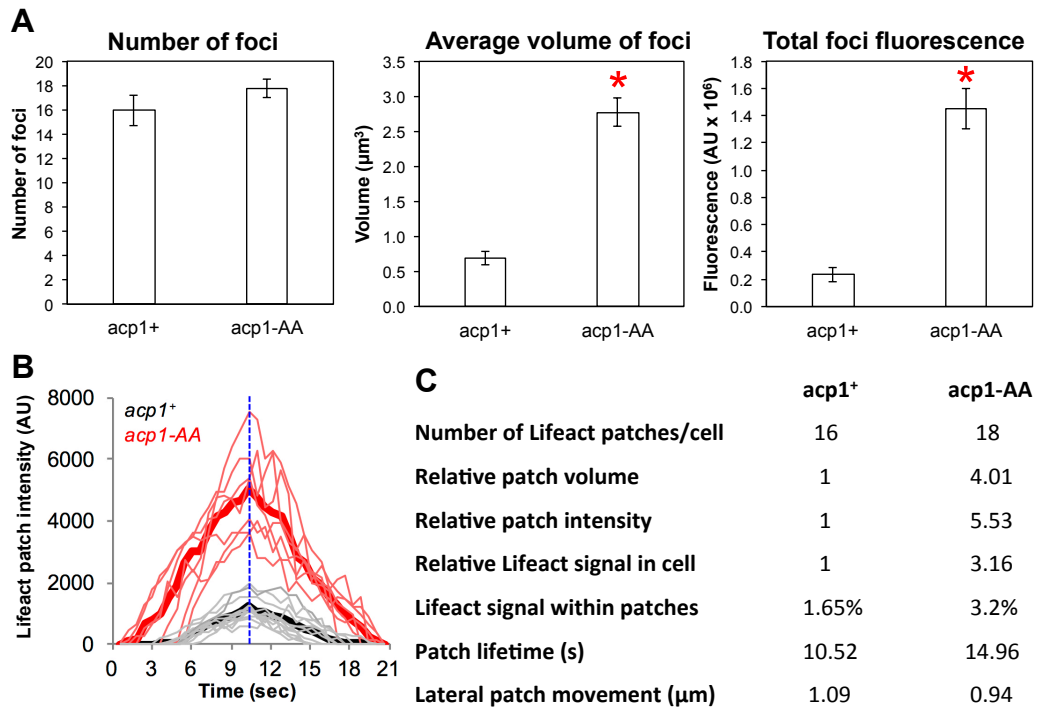 A
Number of foci
Number of foci
20
18
16
14
12
10
8
6
4
2
0
acp1+
acp1-AA
Average volume of foci
Volume (µm³)
3.5
3.0
2.5
2.0
1.5
1.0
0.5
0.0
*
acp1+
acp1-AA
Total foci fluorescence
Fluorescence (AU x 10⁶)
1.8
1.6
1.4
1.2
1.0
0.8
0.6
0.4
0.2
0.0
*
acp1+
acp1-AA
B
Lifeact patch intensity (AU)
8000
6000
4000
2000
0
acp1⁺
acp1-AA
0 3 6 9 12 15 18 21
Time (sec)
C
acp1⁺ acp1-AA
Number of Lifeact patches/cell 16 18
Relative patch volume 1 4.01
Relative patch intensity 1 5.53
Relative Lifeact signal in cell 1 3.16
Lifeact signal within patches 1.65% 3.2%
Patch lifetime (s) 10.52 14.96
Lateral patch movement (µm) 1.09 0.94